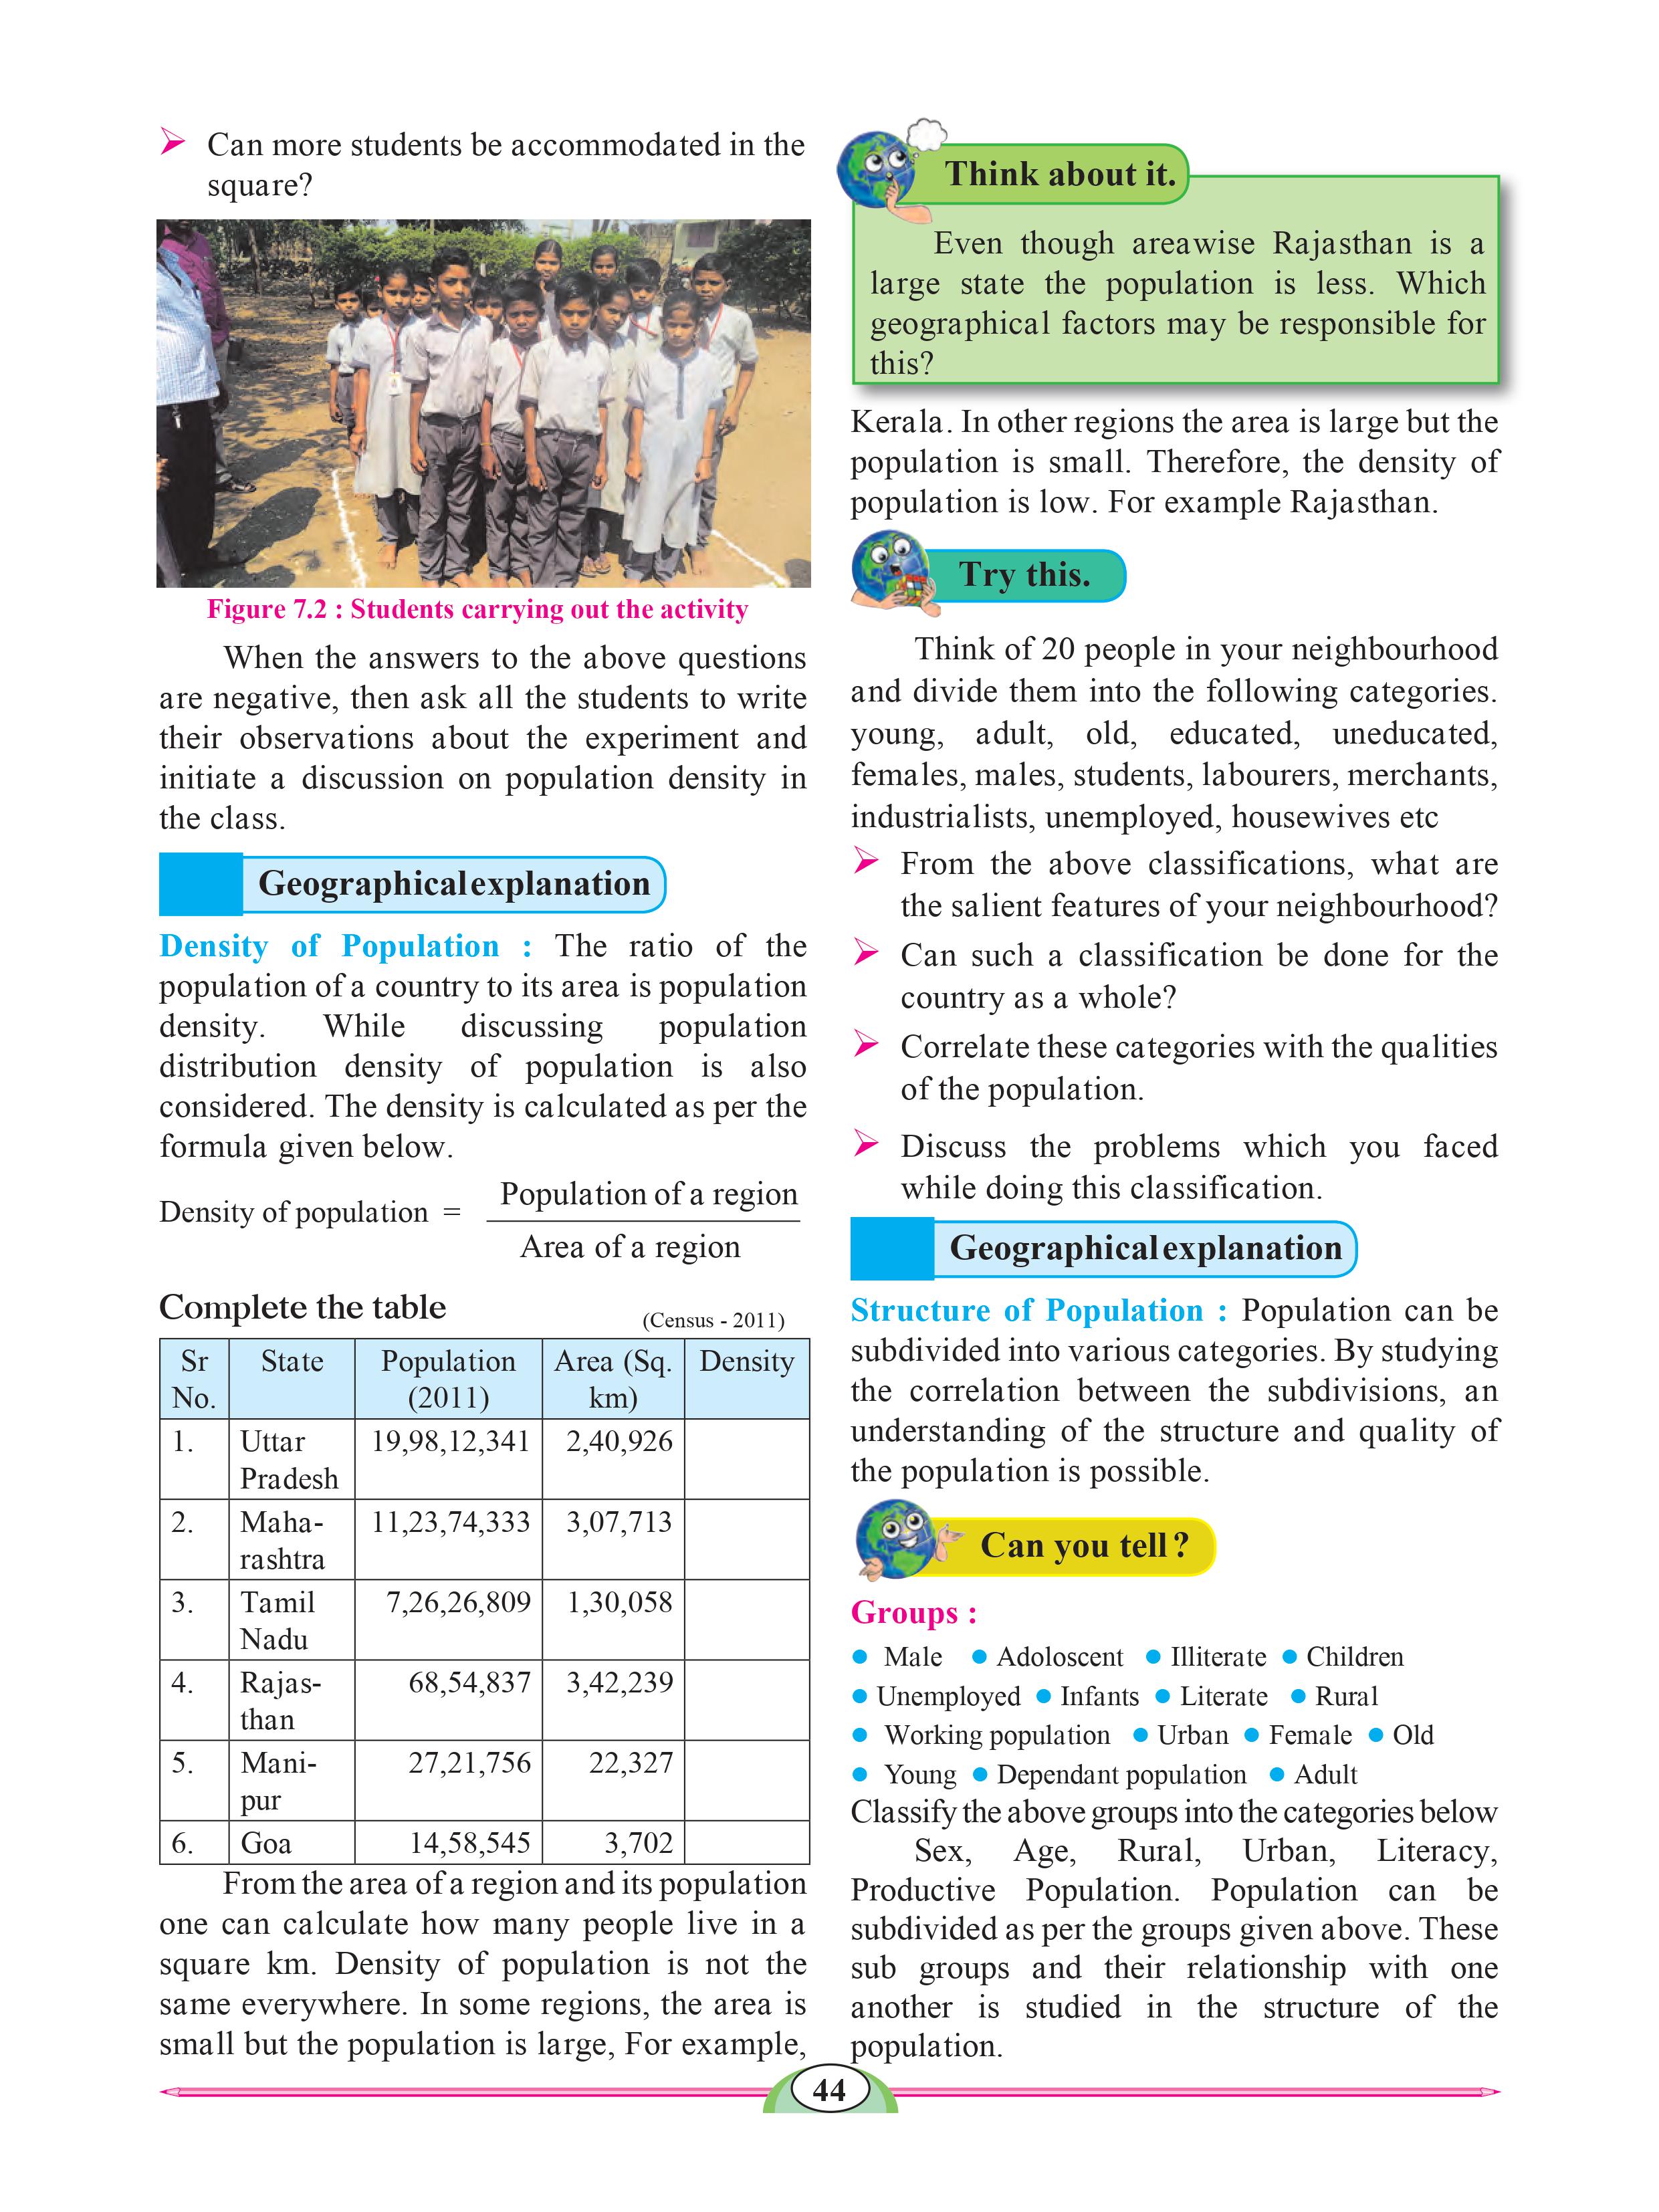 Can more students be accommodated in the
square?
Figure 7.2 : Students carrying out the activity
When the answers to the above questions
are negative, then ask all the students to write
their observations about the experiment and
initiate a discussion on population density in
the class.
Geographical explanation
Density of Population : The ratio of the
population of a country to its area is population
density. While discussing population
distribution density of population is also
considered. The density is calculated as per the
formula given below.
Density of population = Population of a region
Area of a region
Complete the table (Census - 2011)
Sr No. State Population (2011) Area (Sq. km) Density
1. Uttar Pradesh 19,98,12,341 2,40,926
2. Maha-rashtra 11,23,74,333 3,07,713
3. Tamil Nadu 7,26,26,809 1,30,058
4. Rajas-than 68,54,837 3,42,239
5. Mani-pur 27,21,756 22,327
6. Goa 14,58,545 3,702
From the area of a region and its population
one can calculate how many people live in a
square km. Density of population is not the
same everywhere. In some regions, the area is
small but the population is large, For example,
Think about it.
Even though areawise Rajasthan is a
large state the population is less. Which
geographical factors may be responsible for
this?
Kerala. In other regions the area is large but the
population is small. Therefore, the density of
population is low. For example Rajasthan.
Try this.
Think of 20 people in your neighbourhood
and divide them into the following categories.
young, adult, old, educated, uneducated,
females, males, students, labourers, merchants,
industrialists, unemployed, housewives etc
From the above classifications, what are
the salient features of your neighbourhood?
Can such a classification be done for the
country as a whole?
Correlate these categories with the qualities
of the population.
Discuss the problems which you faced
while doing this classification.
Geographical explanation
Structure of Population : Population can be
subdivided into various categories. By studying
the correlation between the subdivisions, an
understanding of the structure and quality of
the population is possible.
Can you tell ?
Groups :
• Male • Adoloscent • Illiterate • Children
• Unemployed • Infants • Literate • Rural
• Working population • Urban • Female • Old
• Young • Dependant population • Adult
Classify the above groups into the categories below
Sex, Age, Rural, Urban, Literacy,
Productive Population. Population can be
subdivided as per the groups given above. These
sub groups and their relationship with one
another is studied in the structure of the
population.
44